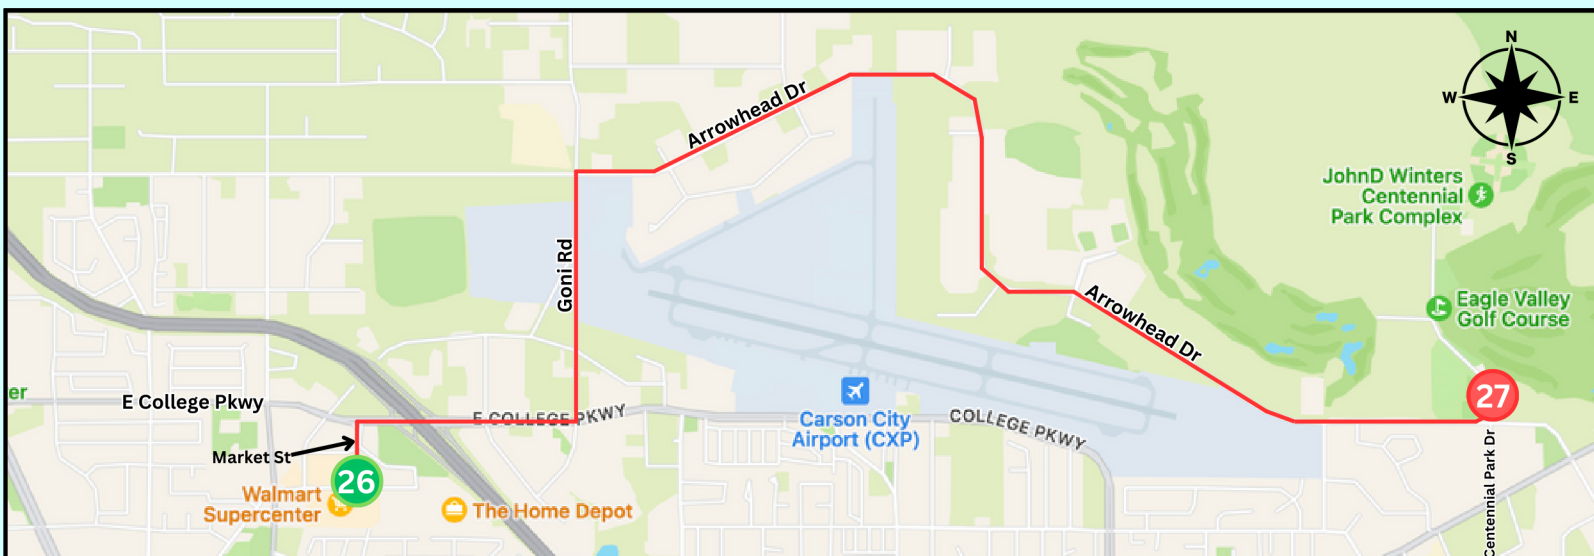 N
W
E
S
Arrowhead Dr
JohnD Winters
Centennial
Park Complex
Goni Rd
Arrowhead Dr
Eagle Valley
Golf Course
er
E College Pkwy
E COLLEGE PKWY
Carson City
Airport (CXP)
COLLEGE PKWY
27
Market St
26
Walmart
Supercenter
The Home Depot
Centennial Park Dr